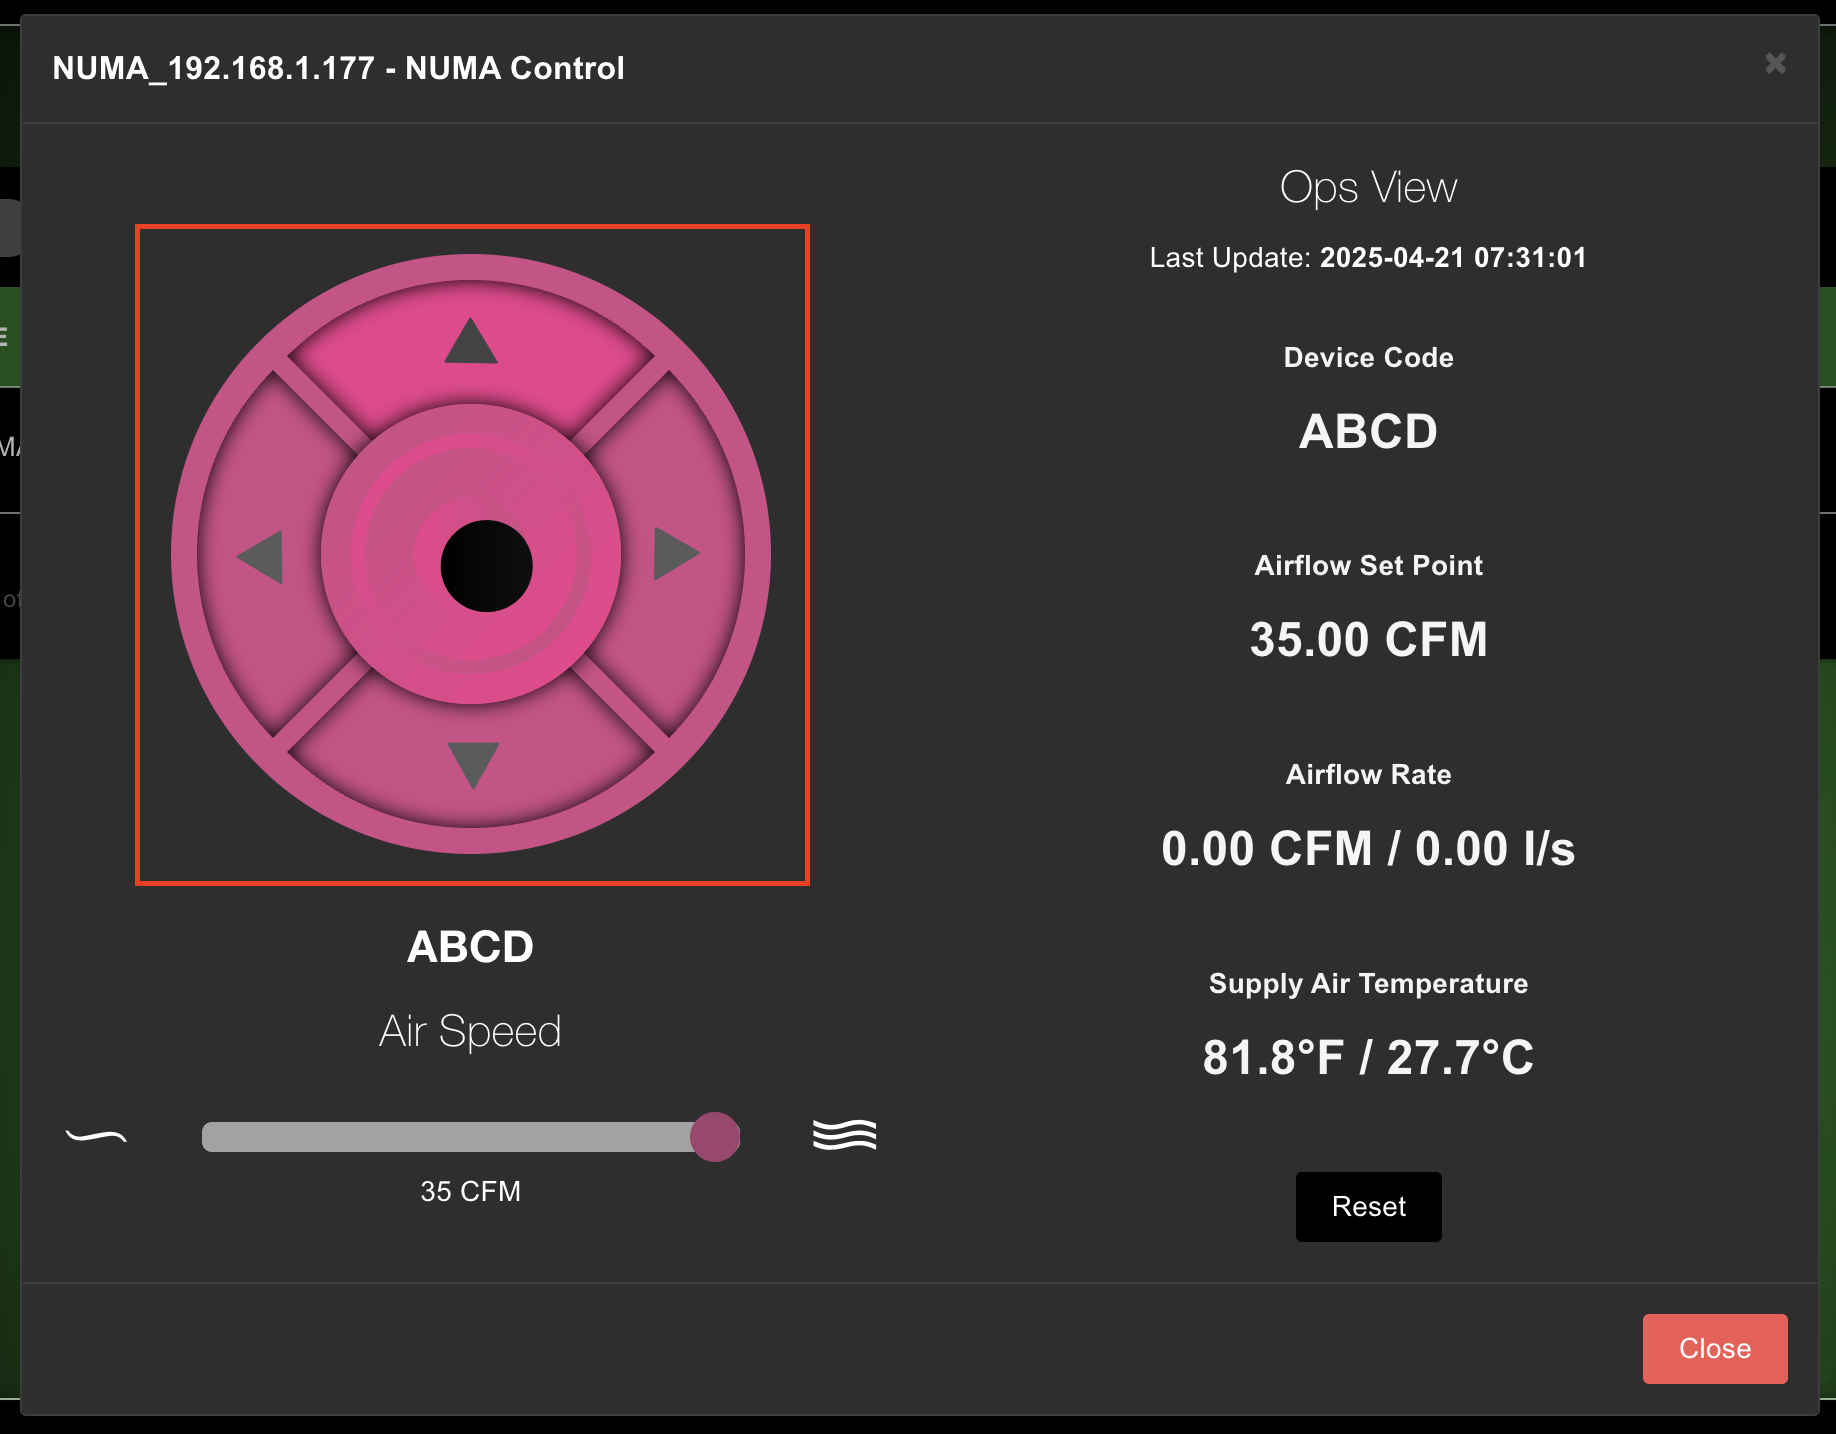 NUMA_192.168.1.177 - NUMA Control
Ops View
Last Update: 2025-04-21 07:31:01
Device Code
ABCD
Airflow Set Point
35.00 CFM
Airflow Rate
0.00 CFM / 0.00 l/s
Supply Air Temperature
81.8°F / 27.7°C
Reset
ABCD
Air Speed
35 CFM
Close
E
MA
of